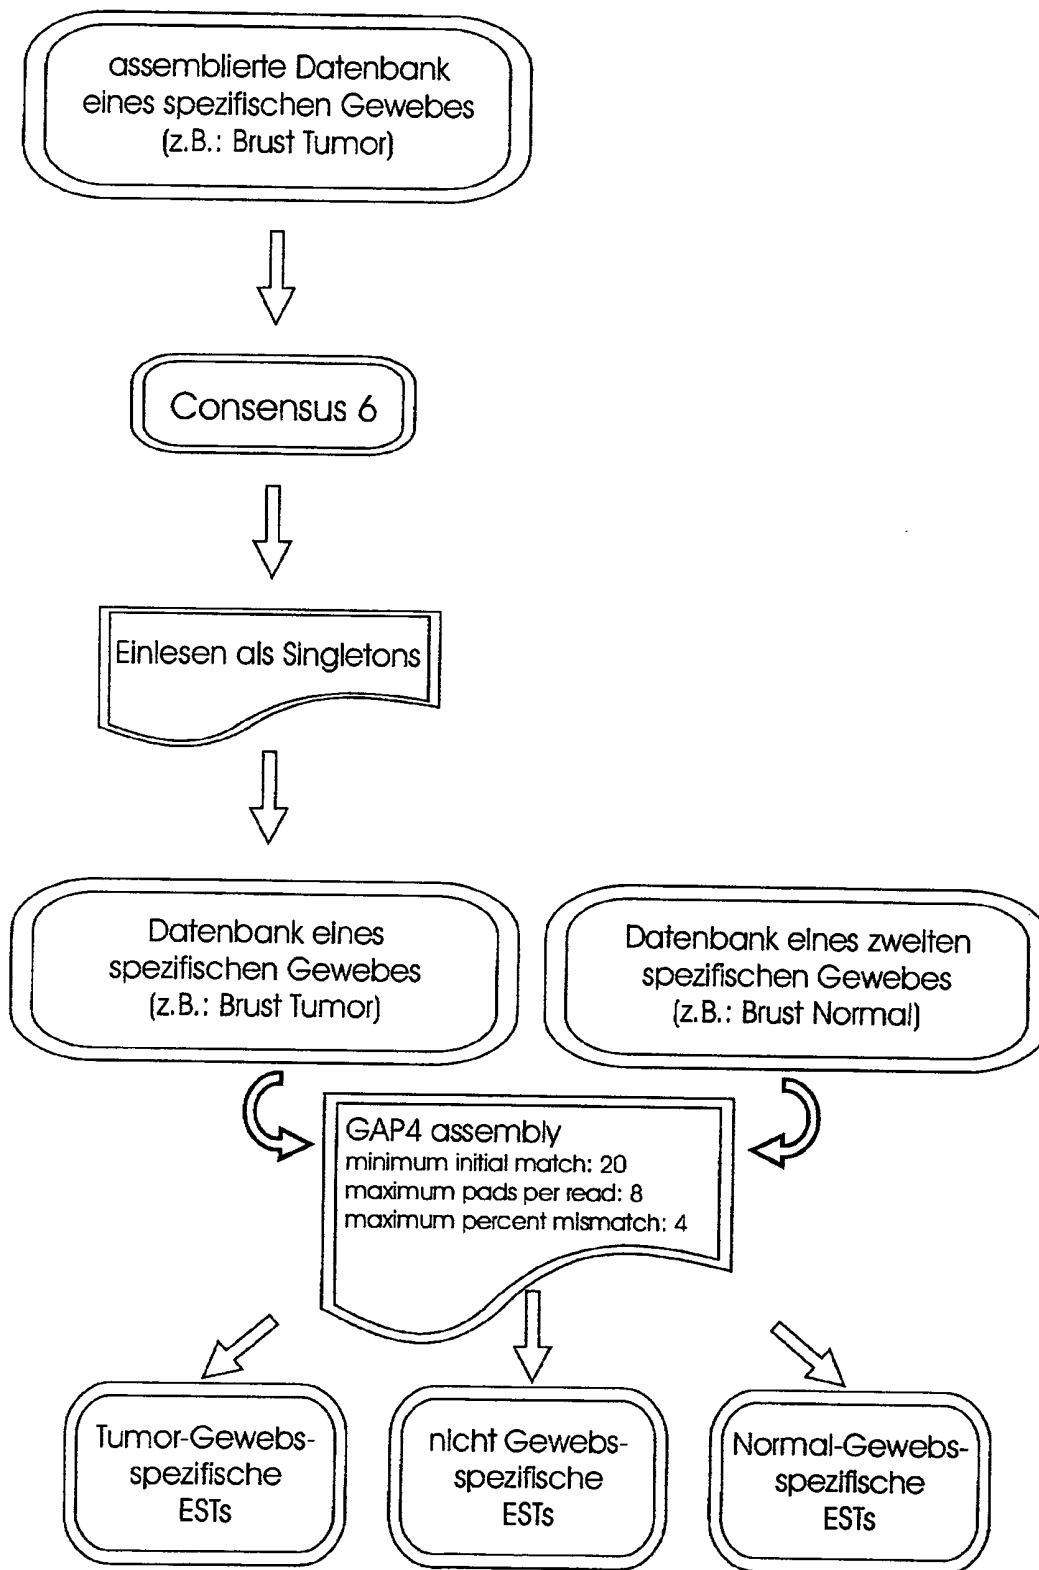 assemblierte Datenbank
eines spezifischen Gewebes
(z.B.: Brust Tumor)
Consensus 6
Einlesen als Singletons
Datenbank eines
spezifischen Gewebes
(z.B.: Brust Tumor)
Datenbank eines zweiten
spezifischen Gewebes
(z.B.: Brust Normal)
GAP4 assembly
minimum initial match: 20
maximum pads per read: 8
maximum percent mismatch: 4
Tumor-Gewebs-
spezifische
ESTs
nicht Gewebs-
spezifische
ESTs
Normal-Gewebs-
spezifische
ESTs